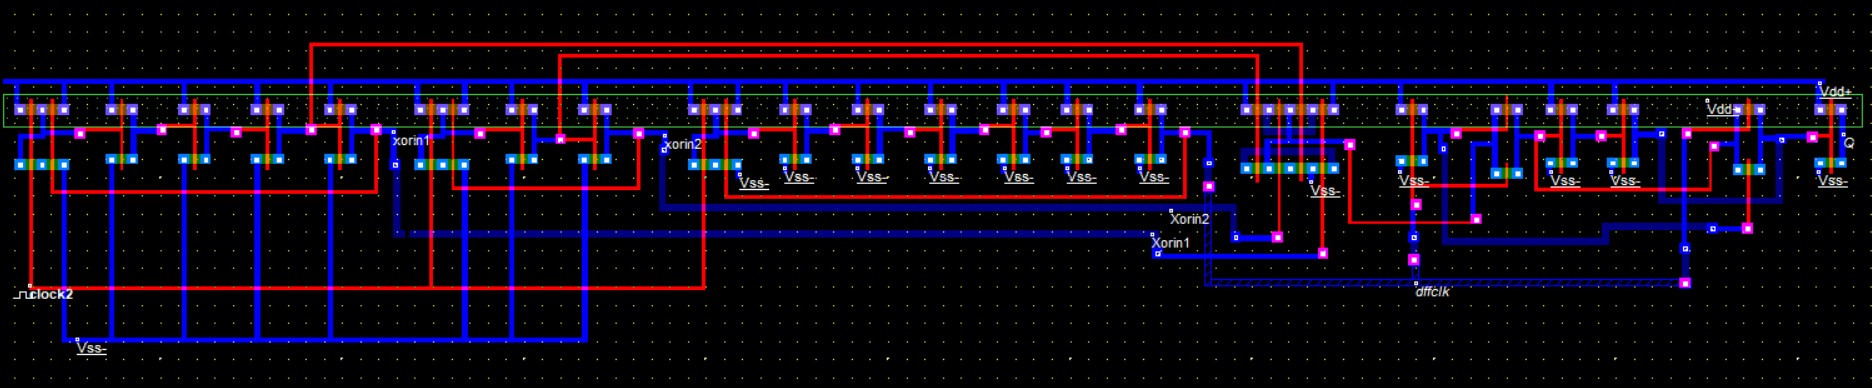 Vdd+
Vdd+
xorin1
xorin2
Q
Vss-
Vss-
Vss-
Vss-
Vss-
Vss-
Vss-
Vss-
Vss-
Vss-
Vss-
Vss-
Xorin2
Xorin1
clock2
dffclk
Vss-